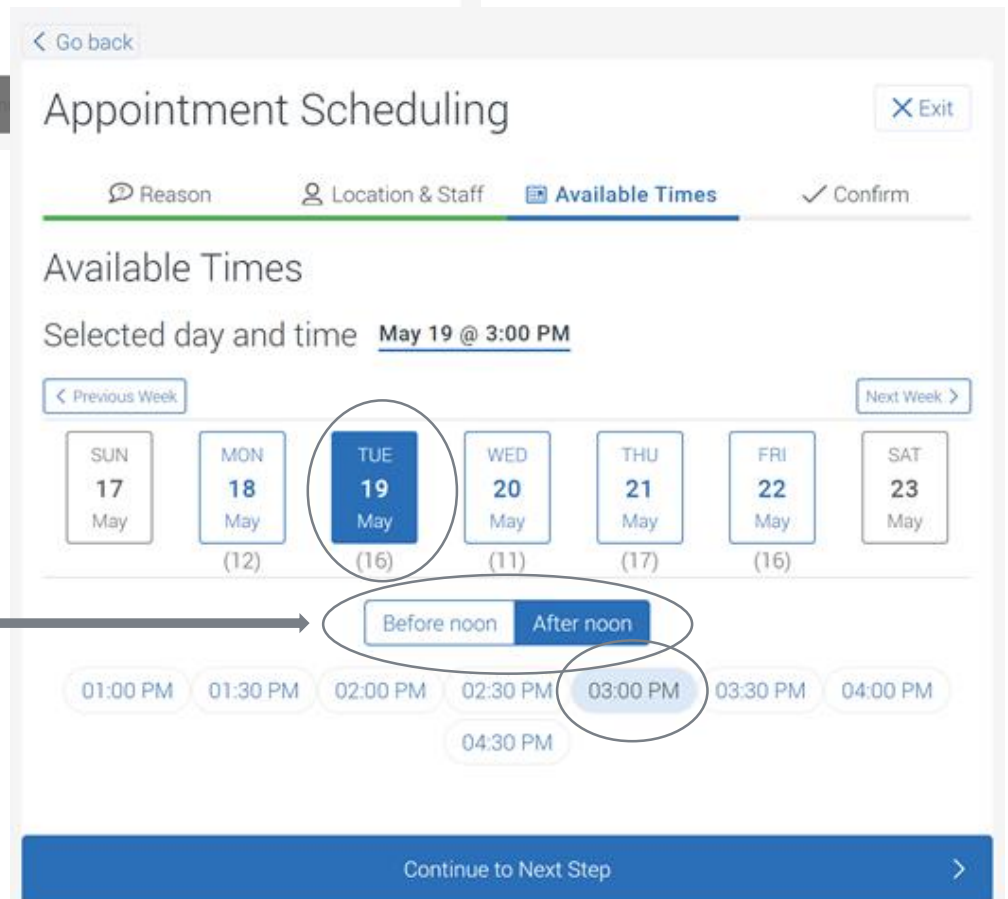 Go back
Appointment Scheduling
Exit
Reason Location & Staff Available Times Confirm
Available Times
Selected day and time May 19 @ 3:00 PM
Previous Week Next Week
SUN MON TUE WED THU FRI SAT
17 18 19 20 21 22 23
May May May May May May May
(12) (16) (11) (17) (16)
Before noon After noon
01:00 PM 01:30 PM 02:00 PM 02:30 PM 03:00 PM 03:30 PM 04:00 PM
04:30 PM
Continue to Next Step